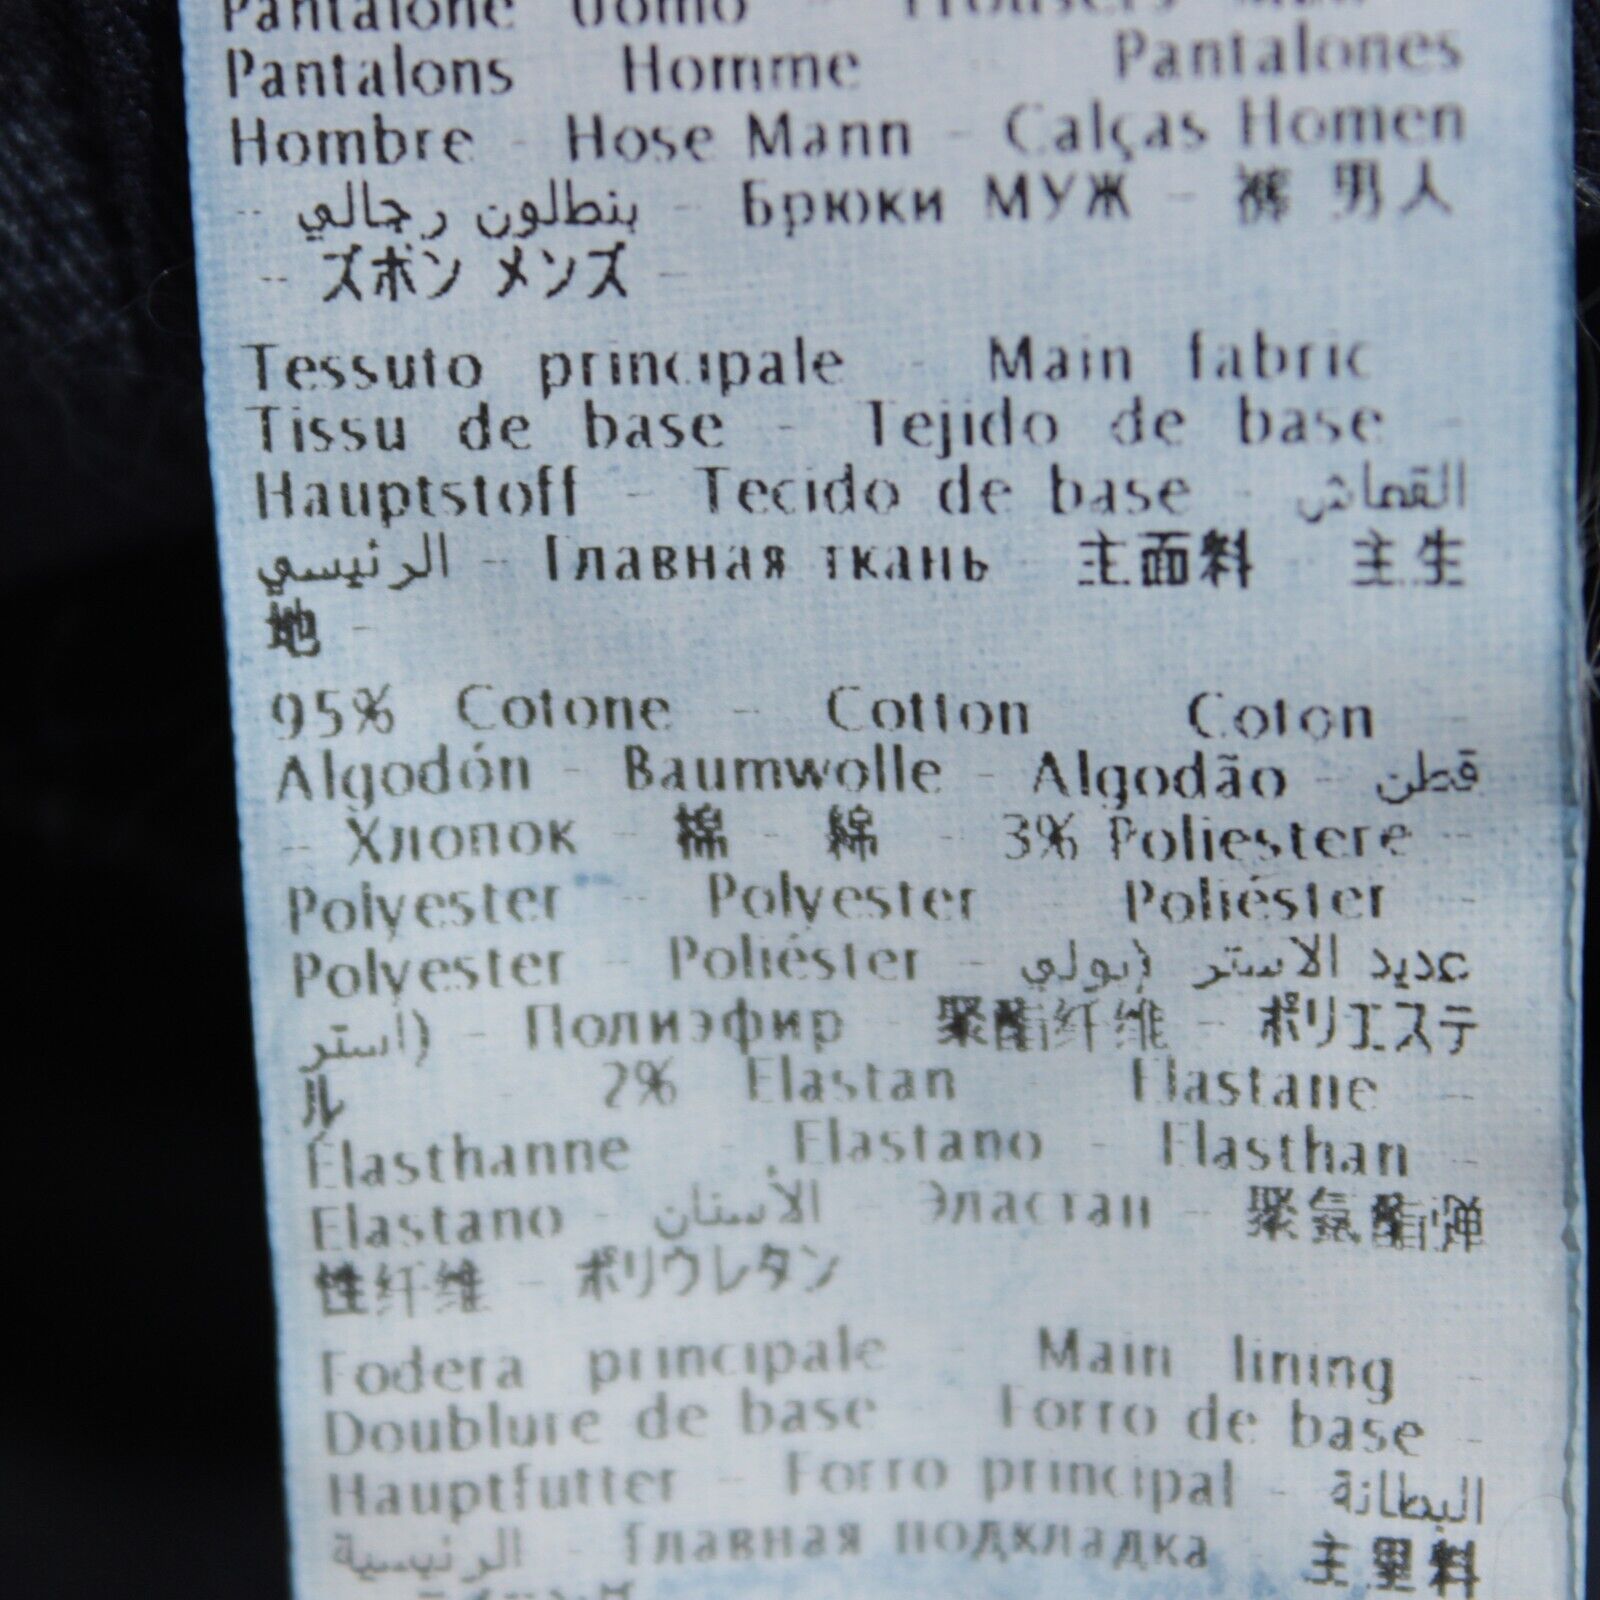 Pantalone Uomo - Trousers Man
Pantalons Homme Pantalones
Hombre - Hose Mann - Calças Homen
- بنطلون رجالي - Брюки МУЖ - 裤 男人
- ズボン メンズ -
Tessuto principale - Main fabric
Tissu de base - Tejido de base -
Hauptstoff - Tecido de base - القماش
الرئيسي - Главная ткань 主面料 - 主生
地 -
95% Cotone - Cotton Coton -
Algodón - Baumwolle - Algodão - قطن
- Хлопок - 棉 - 綿 - 3% Poliestere -
Polyester - Polyester Poliéster -
Polyester - Poliéster - عديد الاستر (بولي
استر) - Полиэфир - 聚酯纤维 - ポリエステ
ル 2% Elastan Elastane -
Élasthanne - Elastano - Elasthan -
Elastano - الأستان - Эластан - 聚氨酯弹
性纤维 - ポリウレタン
Fodera principale - Main lining -
Doublure de base - Forro de base -
Hauptfutter - Forro principal - البطانة
الرئيسية - Главная подкладка - 主里料